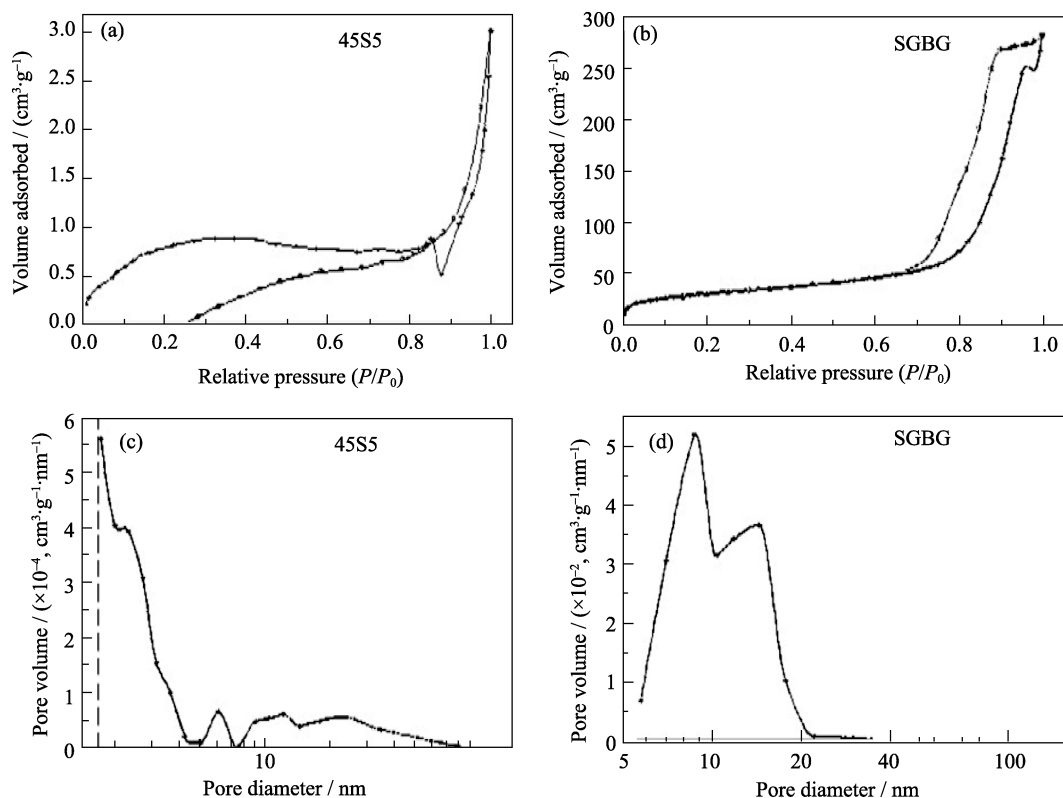 (a) 45S5
Volume adsorbed / (cm³·g⁻¹)
3.0
2.5
2.0
1.5
1.0
0.5
0.0
0.0 0.2 0.4 0.6 0.8 1.0
Relative pressure (P/P₀)
(b) SGBG
Volume adsorbed / (cm³·g⁻¹)
300
250
200
150
100
50
0
0.0 0.2 0.4 0.6 0.8 1.0
Relative pressure (P/P₀)
(c) 45S5
Pore volume / (×10⁻⁴, cm³·g⁻¹·nm⁻¹)
6
5
4
3
2
1
0
10
Pore diameter / nm
(d) SGBG
Pore volume / (×10⁻², cm³·g⁻¹·nm⁻¹)
5
4
3
2
1
0
5 10 20 40 100
Pore diameter / nm